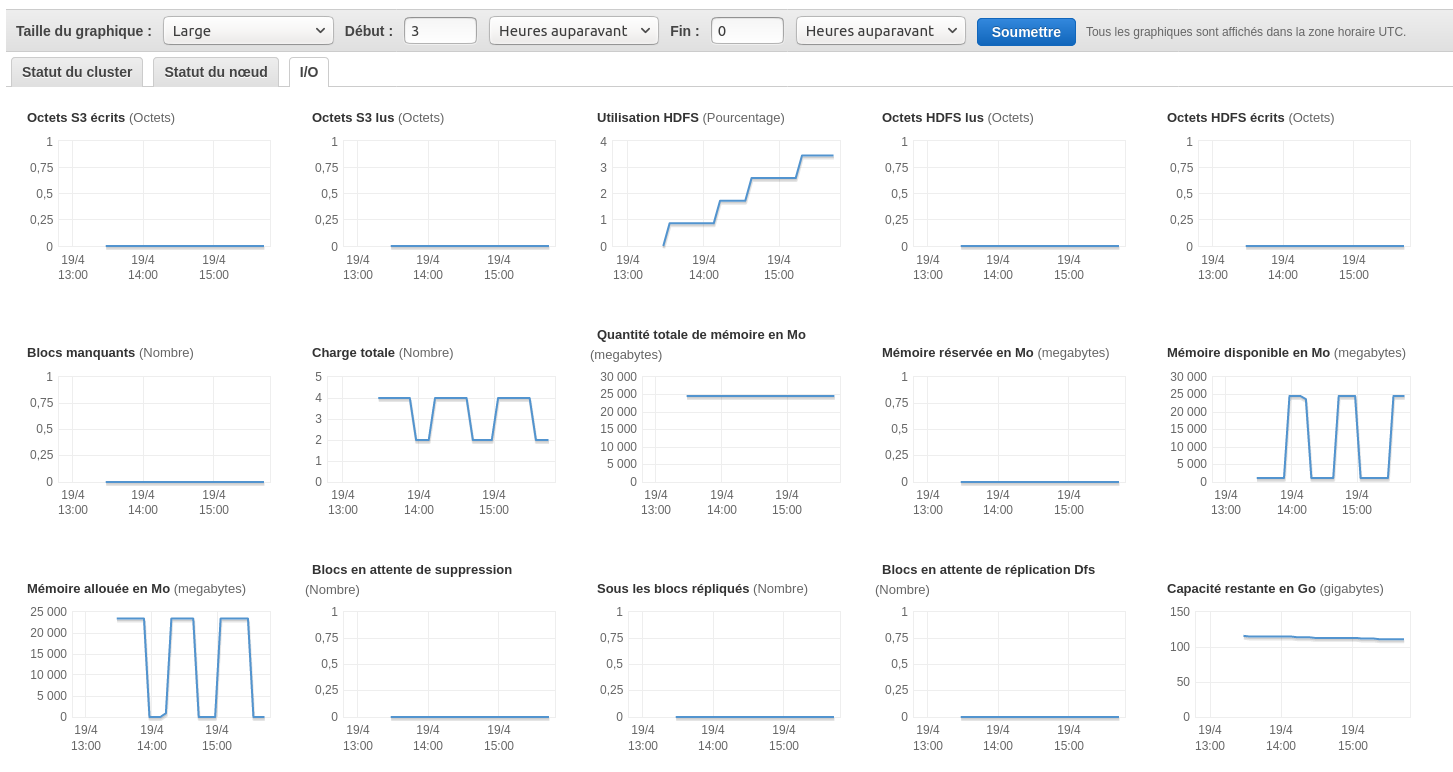 Taille du graphique : Large Début : 3 Heures auparavant Fin : 0 Heures auparavant Soumettre Tous les graphiques sont affichés dans la zone horaire UTC.
Statut du cluster Statut du nœud I/O
Octets S3 écrits (Octets)
1
0,75
0,5
0,25
0
19/4 19/4 19/4
13:00 14:00 15:00
Octets S3 lus (Octets)
1
0,75
0,5
0,25
0
19/4 19/4 19/4
13:00 14:00 15:00
Utilisation HDFS (Pourcentage)
4
3
2
1
0
19/4 19/4 19/4
13:00 14:00 15:00
Octets HDFS lus (Octets)
1
0,75
0,5
0,25
0
19/4 19/4 19/4
13:00 14:00 15:00
Octets HDFS écrits (Octets)
1
0,75
0,5
0,25
0
19/4 19/4 19/4
13:00 14:00 15:00
Blocs manquants (Nombre)
1
0,75
0,5
0,25
0
19/4 19/4 19/4
13:00 14:00 15:00
Charge totale (Nombre)
5
4
3
2
1
0
19/4 19/4 19/4
13:00 14:00 15:00
Quantité totale de mémoire en Mo
(megabytes)
30 000
25 000
20 000
15 000
10 000
5 000
0
19/4 19/4 19/4
13:00 14:00 15:00
Mémoire réservée en Mo (megabytes)
1
0,75
0,5
0,25
0
19/4 19/4 19/4
13:00 14:00 15:00
Mémoire disponible en Mo (megabytes)
30 000
25 000
20 000
15 000
10 000
5 000
0
19/4 19/4 19/4
13:00 14:00 15:00
Mémoire allouée en Mo (megabytes)
25 000
20 000
15 000
10 000
5 000
0
19/4 19/4 19/4
13:00 14:00 15:00
Blocs en attente de suppression
(Nombre)
1
0,75
0,5
0,25
0
19/4 19/4 19/4
13:00 14:00 15:00
Sous les blocs répliqués (Nombre)
1
0,75
0,5
0,25
0
19/4 19/4 19/4
13:00 14:00 15:00
Blocs en attente de réplication Dfs
(Nombre)
1
0,75
0,5
0,25
0
19/4 19/4 19/4
13:00 14:00 15:00
Capacité restante en Go (gigabytes)
150
100
50
0
19/4 19/4 19/4
13:00 14:00 15:00